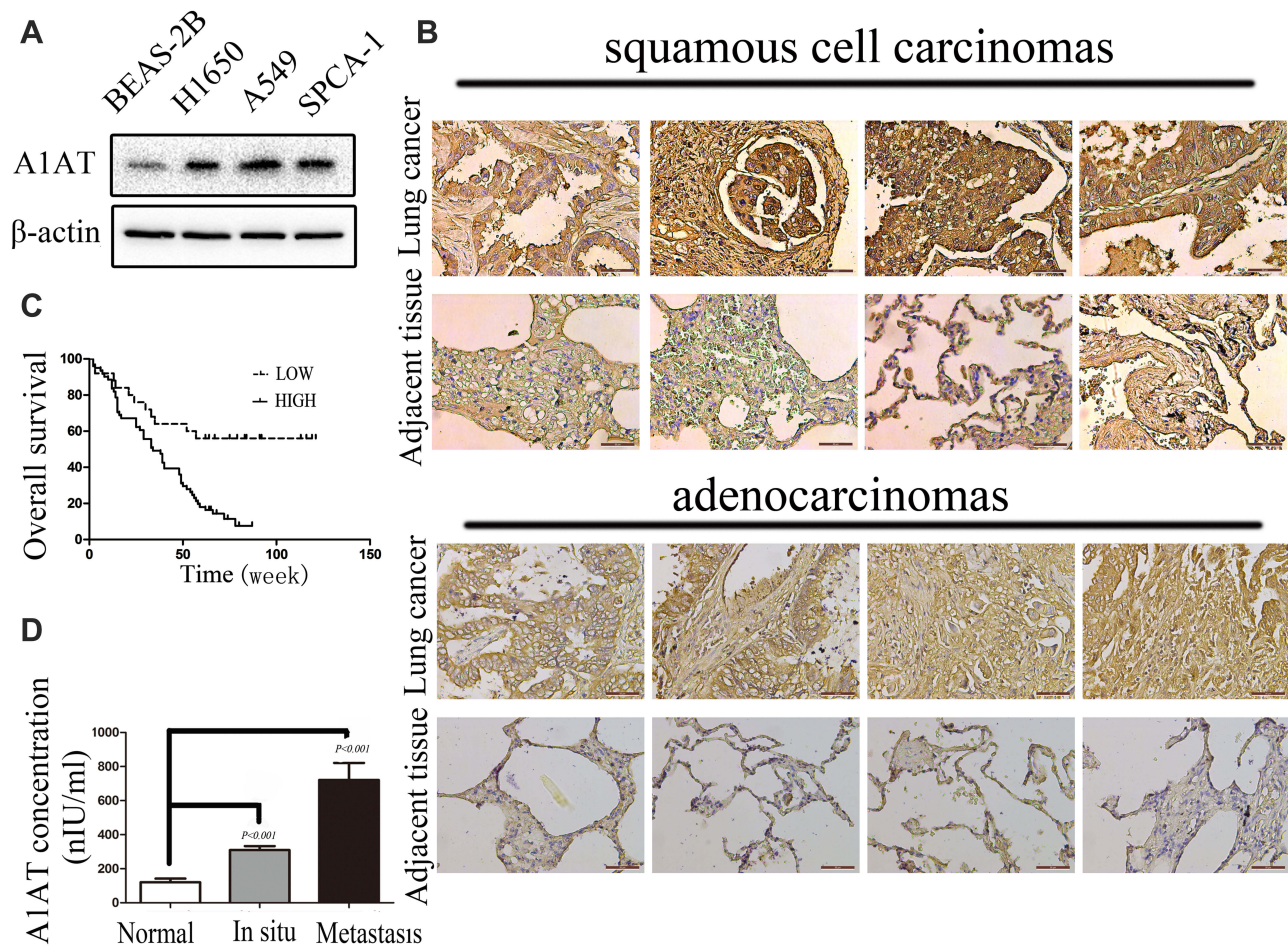 A
BEAS-2B
H1650
A549
SPCA-1
A1AT
β-actin
B
squamous cell carcinomas
Lung cancer
Adjacent tissue
adenocarcinomas
Lung cancer
Adjacent tissue
C
Overall survival
100
80
60
40
20
0
LOW
HIGH
0
50
100
150
Time (week)
D
A1AT concentration
(nIU/ml)
1000
800
600
400
200
0
P<0.001
P<0.001
Normal
In situ
Metastasis